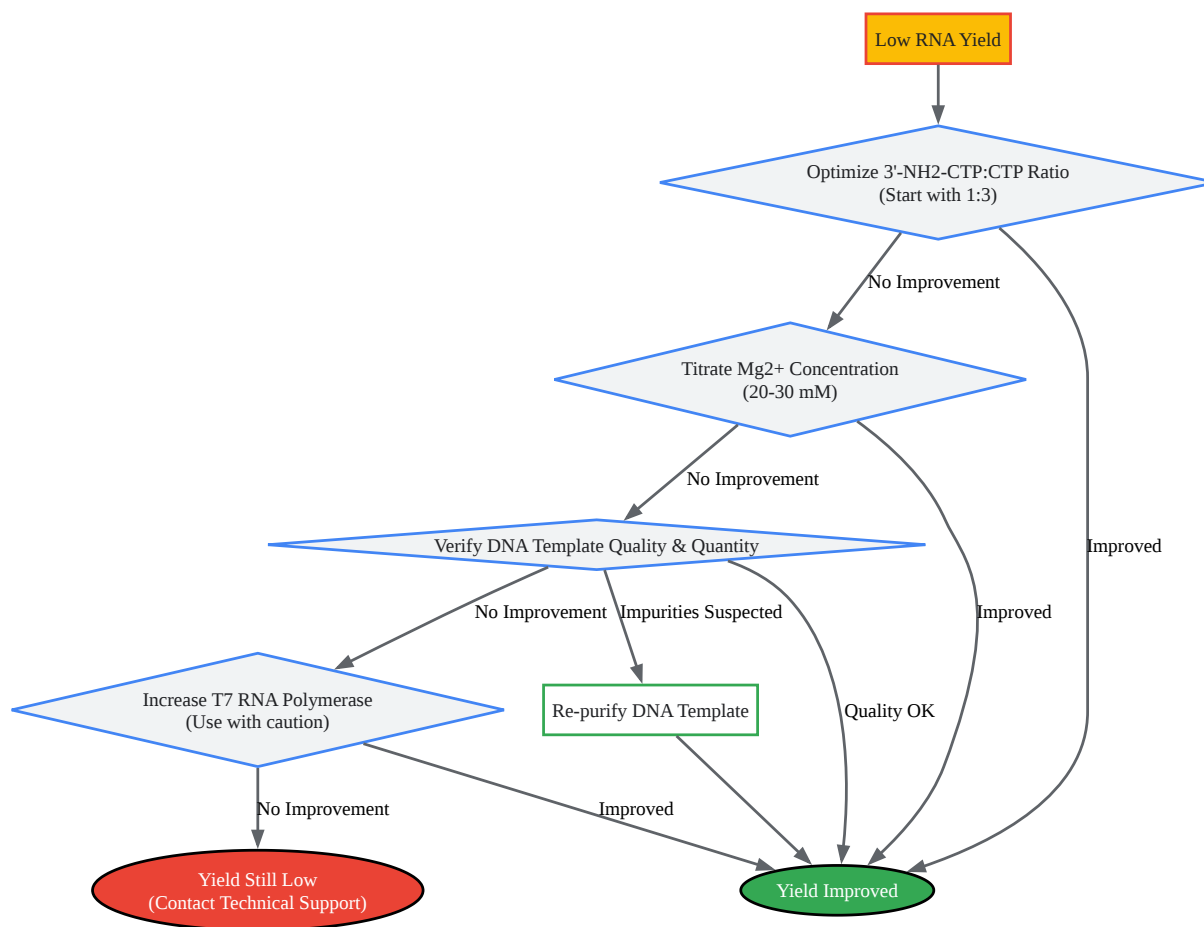 Low RNA Yield
Optimize 3'-NH2-CTP:CTP Ratio
(Start with 1:3)
No Improvement
Titrate Mg2+ Concentration
(20-30 mM)
No Improvement
Verify DNA Template Quality & Quantity
Improved
No Improvement
Impurities Suspected
Improved
Increase T7 RNA Polymerase
(Use with caution)
Re-purify DNA Template
Quality OK
No Improvement
Improved
Yield Still Low
(Contact Technical Support)
Yield Improved